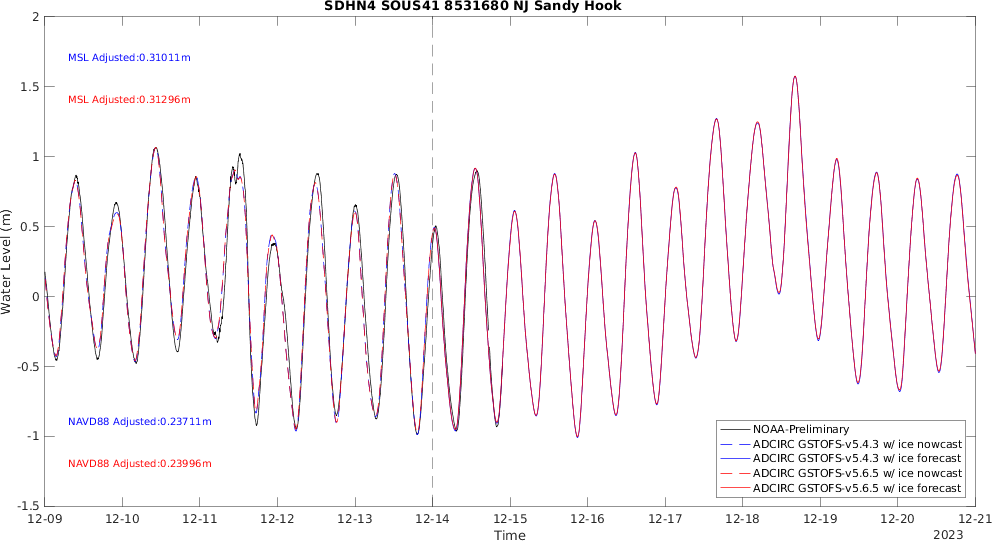 SDHN4 SOUS41 8531680 NJ Sandy Hook
2
MSL Adjusted:0.31011m
1.5
MSL Adjusted:0.31296m
1
0.5
Water Level (m)
0
-0.5
NAVD88 Adjusted:0.23711m
-1
NAVD88 Adjusted:0.23996m
-1.5
NOAA-Preliminary
ADCIRC GSTOFS-v5.4.3 w/ ice nowcast
ADCIRC GSTOFS-v5.4.3 w/ ice forecast
ADCIRC GSTOFS-v5.6.5 w/ ice nowcast
ADCIRC GSTOFS-v5.6.5 w/ ice forecast
12-09 12-10 12-11 12-12 12-13 12-14 12-15 12-16 12-17 12-18 12-19 12-20 12-21
Time
2023